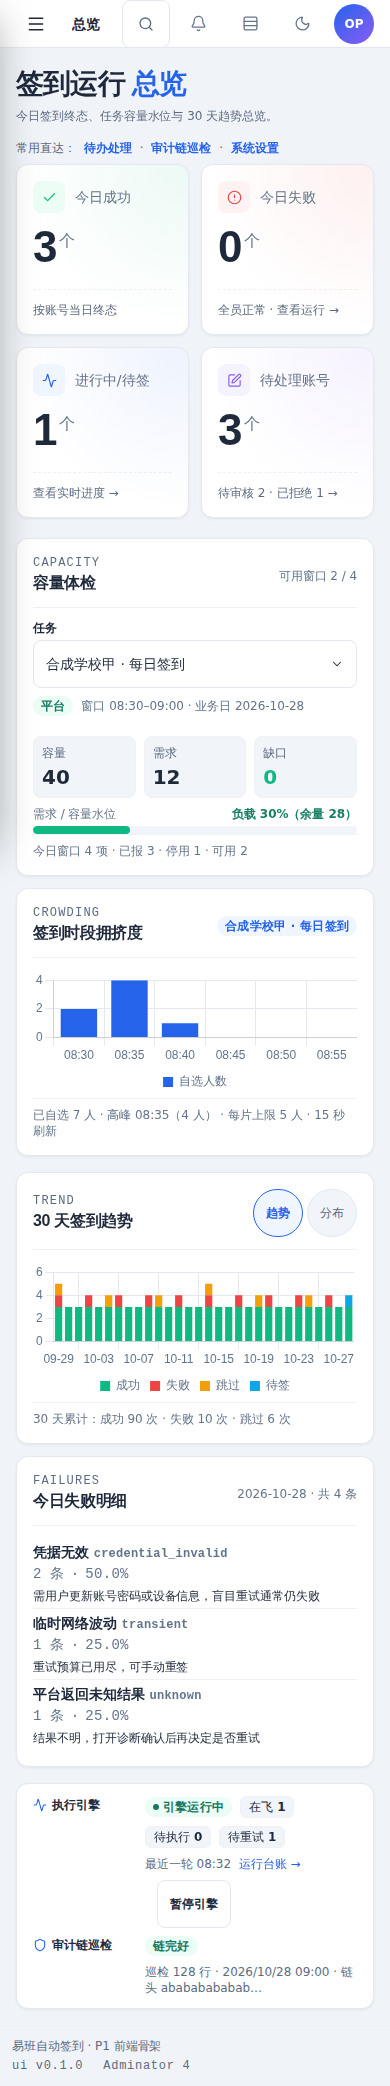 总览
OP
签到运行 总览
今日签到终态、任务容量水位与 30 天趋势总览。
常用直达： 待办处理 · 审计链巡检 · 系统设置
今日成功
3 个
按账号当日终态
今日失败
0 个
全员正常 · 查看运行 →
进行中/待签
1 个
查看实时进度 →
待处理账号
3 个
待审核 2 · 已拒绝 1 →
CAPACITY
容量体检
可用窗口 2 / 4
任务
合成学校甲 · 每日签到
平台 窗口 08:30–09:00 · 业务日 2026-10-28
容量
40
需求
12
缺口
0
需求 / 容量水位
负载 30%（余量 28）
今日窗口 4 项 · 已报 3 · 停用 1 · 可用 2
CROWDING
签到时段拥挤度
合成学校甲 · 每日签到
4
2
0
08:30 08:35 08:40 08:45 08:50 08:55
自选人数
已自选 7 人 · 高峰 08:35（4 人） · 每片上限 5 人 · 15 秒
刷新
TREND
30 天签到趋势
趋势
分布
6
4
2
0
09-29 10-03 10-07 10-11 10-15 10-19 10-23 10-27
成功 失败 跳过 待签
30 天累计：成功 90 次 · 失败 10 次 · 跳过 6 次
FAILURES
今日失败明细
2026-10-28 · 共 4 条
凭据无效 credential_invalid
2 条 · 50.0%
需用户更新账号密码或设备信息，盲目重试通常仍失败
临时网络波动 transient
1 条 · 25.0%
重试预算已用尽，可手动重签
平台返回未知结果 unknown
1 条 · 25.0%
结果不明，打开诊断确认后再决定是否重试
执行引擎
引擎运行中 在飞 1
待执行 0 待重试 1
最近一轮 08:32 运行台账 →
暂停引擎
审计链巡检
链完好
巡检 128 行 · 2026/10/28 09:00 · 链
头 abababababab…
易班自动签到 · P1 前端骨架
ui v0.1.0 Adminator 4